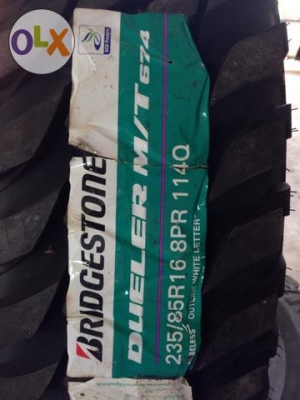 OLX
BRIDGESTONE
DUELER M/T 674
235/85R16 8PR 114Q
OUTLINE WHITE LETTER